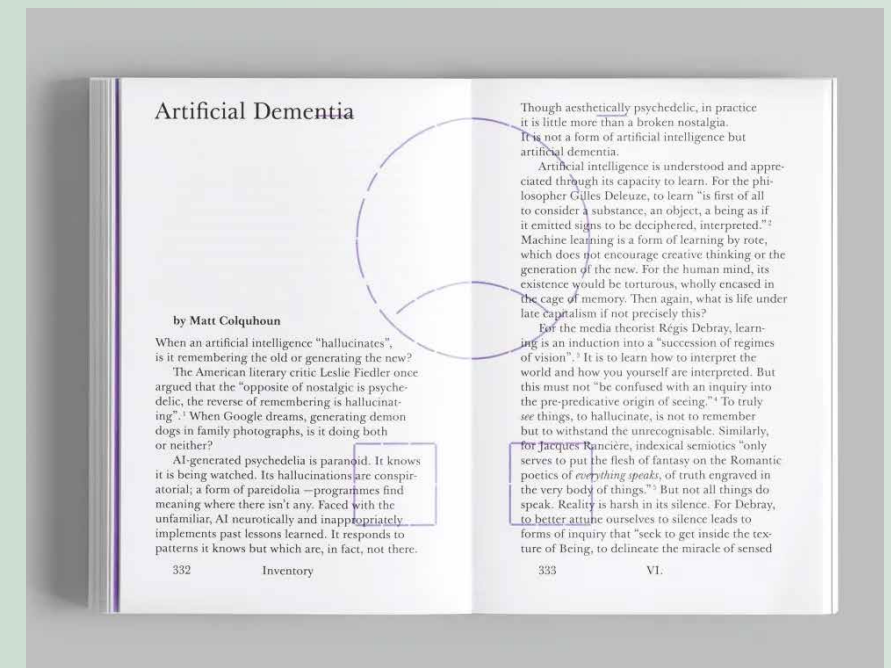 Artificial Dementia
by Matt Colquhoun
When an artificial intelligence “hallucinates”,
is it remembering the old or generating the new?
The American literary critic Leslie Fiedler once
argued that the “opposite of nostalgic is psyche-
delic, the reverse of remembering is hallucinat-
ing”.¹ When Google dreams, generating demon
dogs in family photographs, is it doing both
or neither?
AI-generated psychedelia is paranoid. It knows
it is being watched. Its hallucinations are conspir-
atorial; a form of pareidolia —programmes find
meaning where there isn’t any. Faced with the
unfamiliar, AI neurotically and inappropriately
implements past lessons learned. It responds to
patterns it knows but which are, in fact, not there.
332 Inventory
Though aesthetically psychedelic, in practice
it is little more than a broken nostalgia.
It is not a form of artificial intelligence but
artificial dementia.
Artificial intelligence is understood and appre-
ciated through its capacity to learn. For the phi-
losopher Gilles Deleuze, to learn “is first of all
to consider a substance, an object, a being as if
it emitted signs to be deciphered, interpreted.”²
Machine learning is a form of learning by rote,
which does not encourage creative thinking or the
generation of the new. For the human mind, its
existence would be torturous, wholly encased in
the cage of memory. Then again, what is life under
late capitalism if not precisely this?
For the media theorist Régis Debray, learn-
ing is an induction into a “succession of regimes
of vision”.³ It is to learn how to interpret the
world and how you yourself are interpreted. But
this must not “be confused with an inquiry into
the pre-predicative origin of seeing.”⁴ To truly
see things, to hallucinate, is not to remember
but to withstand the unrecognisable. Similarly,
for Jacques Rancière, indexical semiotics “only
serves to put the flesh of fantasy on the Romantic
poetics of everything speaks, of truth engraved in
the very body of things.”⁵ But not all things do
speak. Reality is harsh in its silence. For Debray,
to better attune ourselves to silence leads to
forms of inquiry that “seek to get inside the tex-
ture of Being, to delineate the miracle of sensed
333 VI.